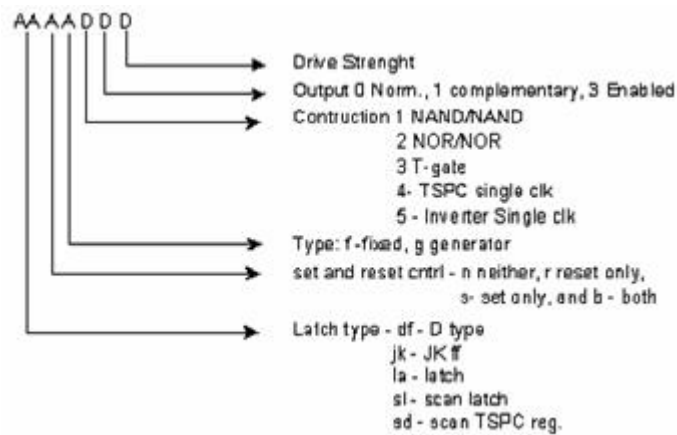 AA A A D D D
Drive Strenght
Output 0 Norm., 1 complementary, 3 Enabled
Contruction 1 NAND/NAND
2 NOR/NOR
3 T-gate
4- TSPC single clk
5 - Inverter Single clk
Type: f-fixed, g generator
set and reset cntrl - n neither, r reset only,
s- set only, and b - both
Latch type - df - D type
jk - JK ff
la - latch
sl - scan latch
sd - scan TSPC reg.